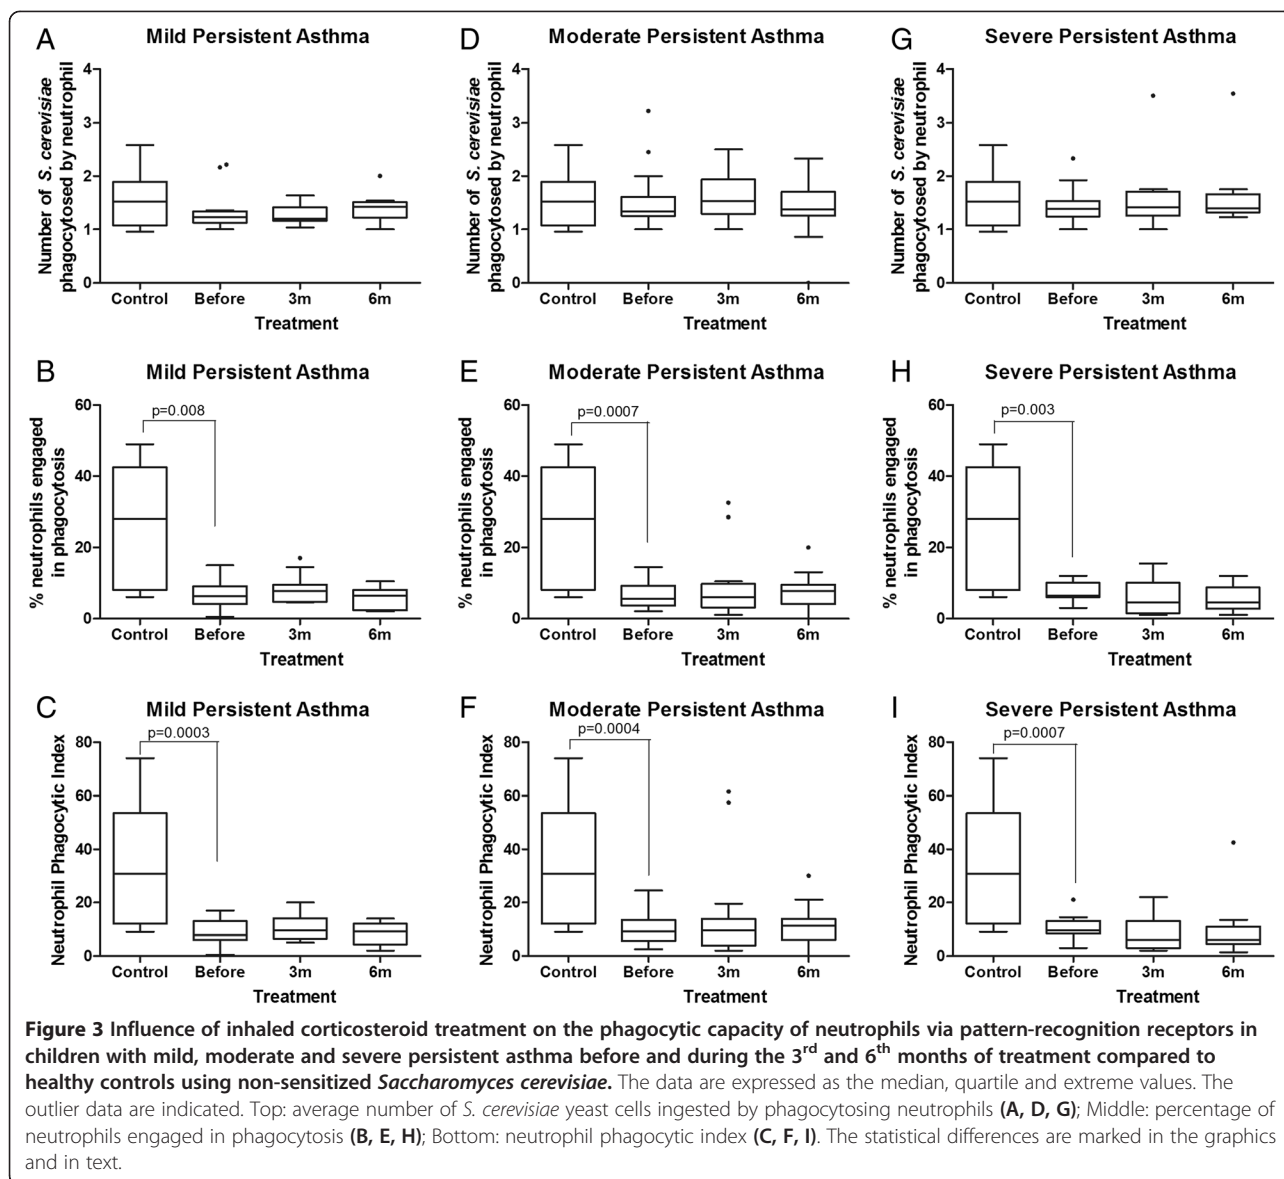 A
Mild Persistent Asthma
Number of S. cerevisiae
phagocytosed by neutrophil
4
3
2
1
0
Control Before 3m 6m
Treatment
D
Moderate Persistent Asthma
Number of S. cerevisiae
phagocytosed by neutrophil
4
3
2
1
0
Control Before 3m 6m
Treatment
G
Severe Persistent Asthma
Number of S. cerevisiae
phagocytosed by neutrophil
4
3
2
1
0
Control Before 3m 6m
Treatment
B
Mild Persistent Asthma
% neutrophils engaged
in phagocytosis
60
40
20
0
p=0.008
Control Before 3m 6m
Treatment
E
Moderate Persistent Asthma
% neutrophils engaged
in phagocytosis
60
40
20
0
p=0.0007
Control Before 3m 6m
Treatment
H
Severe Persistent Asthma
% neutrophils engaged
in phagocytosis
60
40
20
0
p=0.003
Control Before 3m 6m
Treatment
C
Mild Persistent Asthma
Neutrophil Phagocytic Index
80
60
40
20
0
p=0.0003
Control Before 3m 6m
Treatment
F
Moderate Persistent Asthma
Neutrophil Phagocytic Index
80
60
40
20
0
p=0.0004
Control Before 3m 6m
Treatment
I
Severe Persistent Asthma
Neutrophil Phagocytic Index
80
60
40
20
0
p=0.0007
Control Before 3m 6m
Treatment
Figure 3 Influence of inhaled corticosteroid treatment on the phagocytic capacity of neutrophils via pattern-recognition receptors in
children with mild, moderate and severe persistent asthma before and during the 3rd and 6th months of treatment compared to
healthy controls using non-sensitized Saccharomyces cerevisiae. The data are expressed as the median, quartile and extreme values. The
outlier data are indicated. Top: average number of S. cerevisiae yeast cells ingested by phagocytosing neutrophils (A, D, G); Middle: percentage of
neutrophils engaged in phagocytosis (B, E, H); Bottom: neutrophil phagocytic index (C, F, I). The statistical differences are marked in the graphics
and in text.